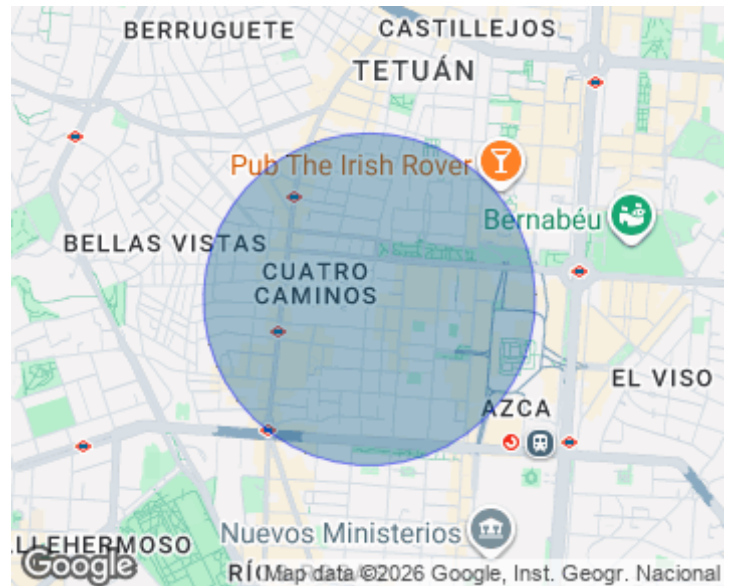 BERRUGUETE
CASTILLEJOS
TETUÁN
Pub The Irish Rover
Bernabéu
BELLAS VISTAS
CUATRO
CAMINOS
EL VISO
AZCA
Nuevos Ministerios
LLEHERMOSO
Google
RÍO
Map data ©2026 Google, Inst. Geogr. Nacional